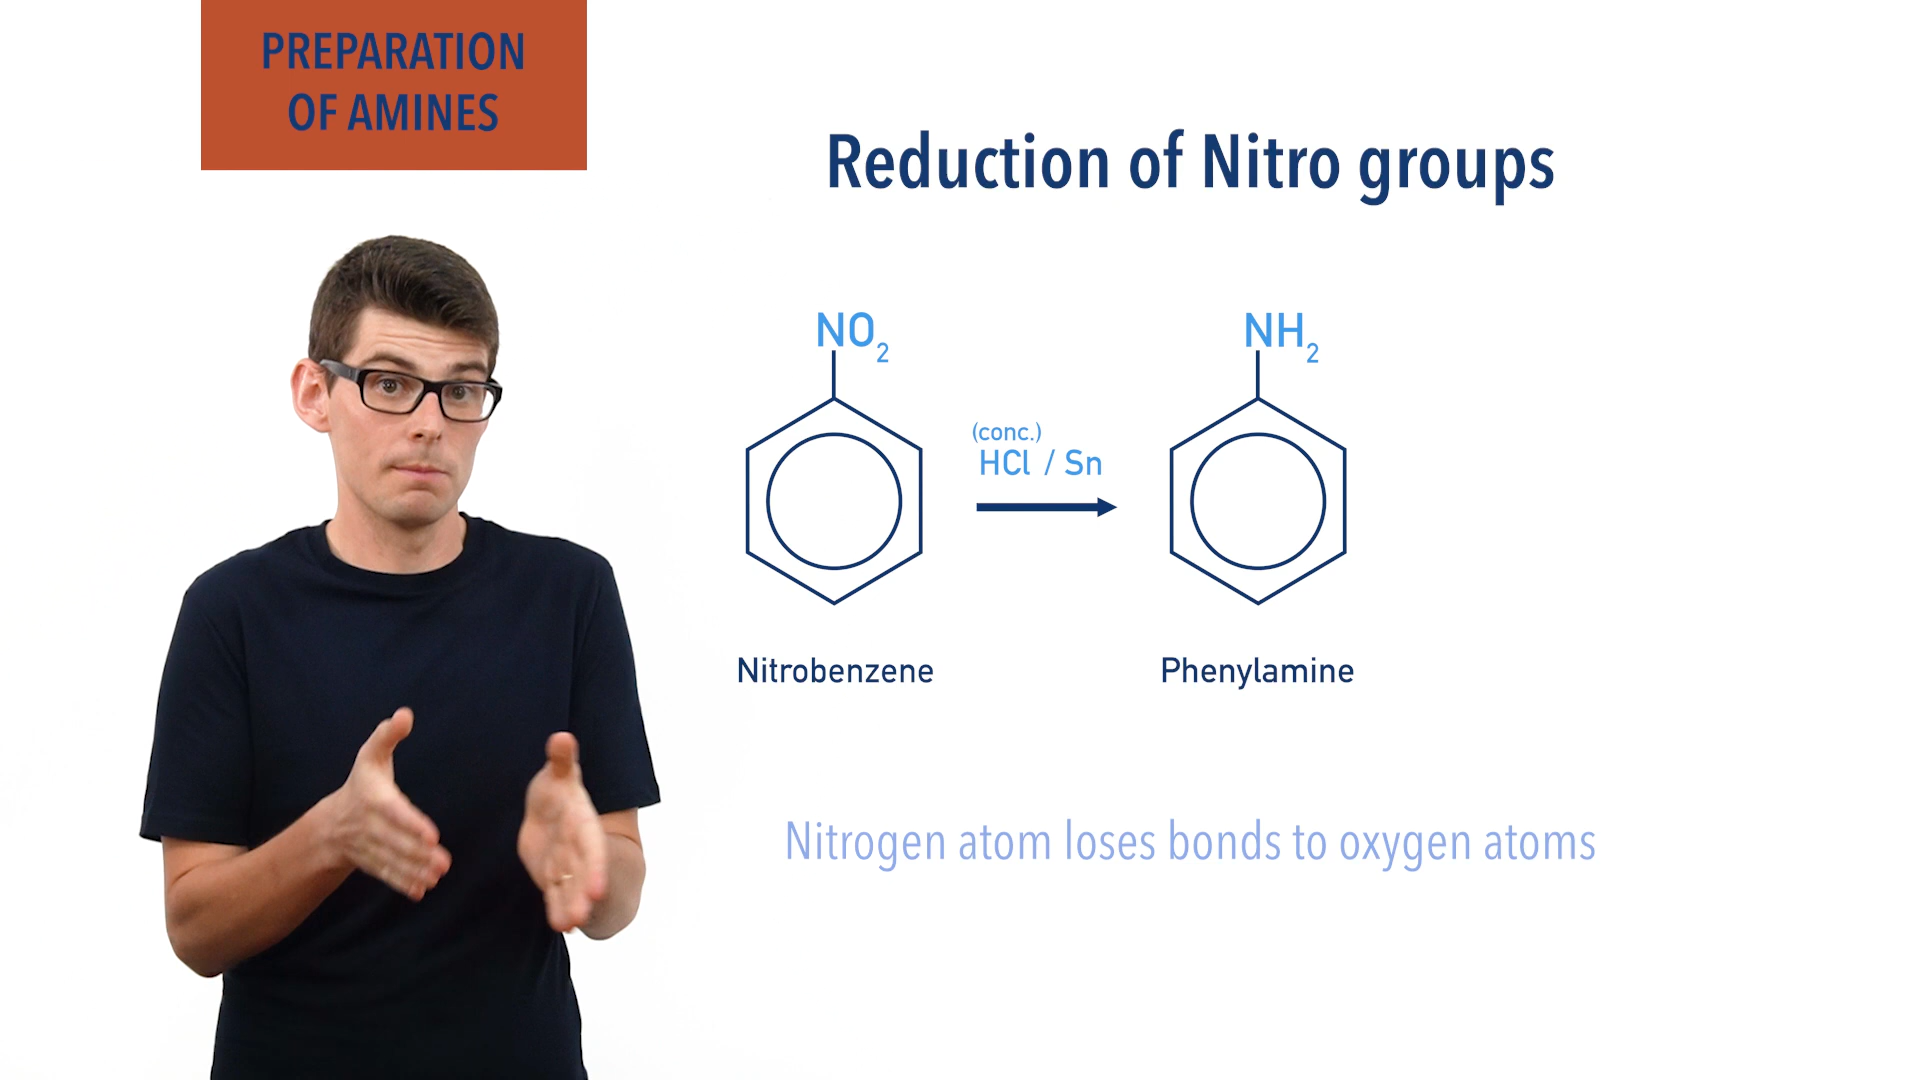 PREPARATION
OF AMINES
Reduction of Nitro groups
NO₂
NH₂
(conc.)
HCl / Sn
Nitrobenzene
Phenylamine
Nitrogen atom loses bonds to oxygen atoms